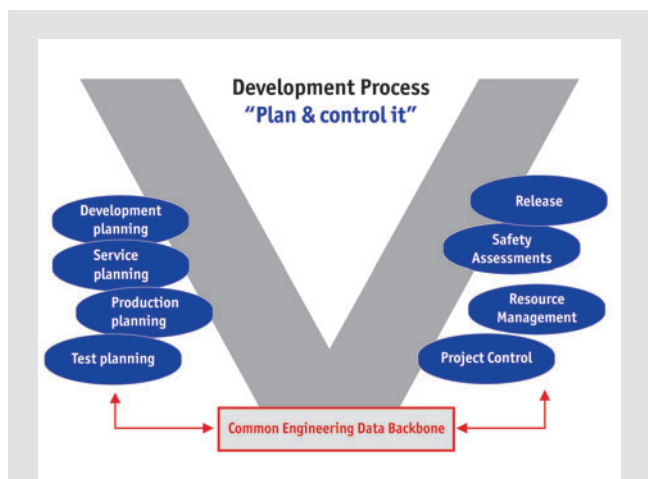 Development Process
“Plan & control it”
Development
planning
Service
planning
Production
planning
Test planning
Release
Safety
Assessments
Resource
Management
Project Control
Common Engineering Data Backbone